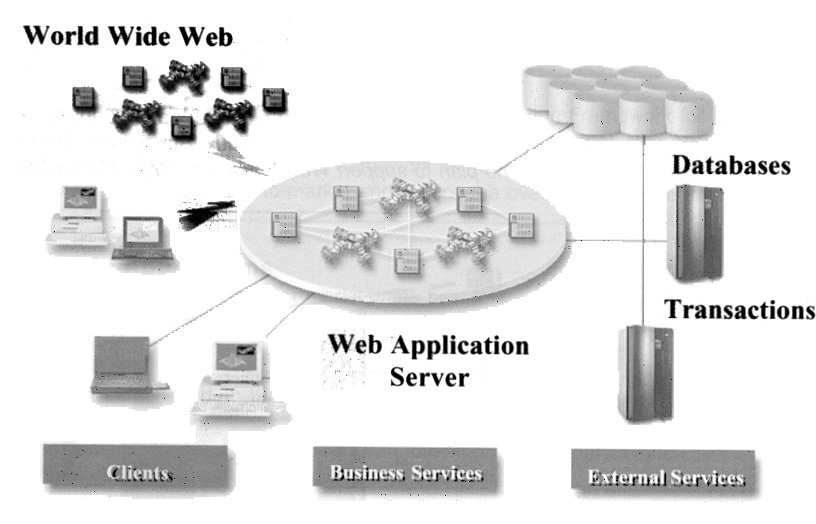 World Wide Web
Databases
Transactions
Web Application
Server
Clients
Business Services
External Services